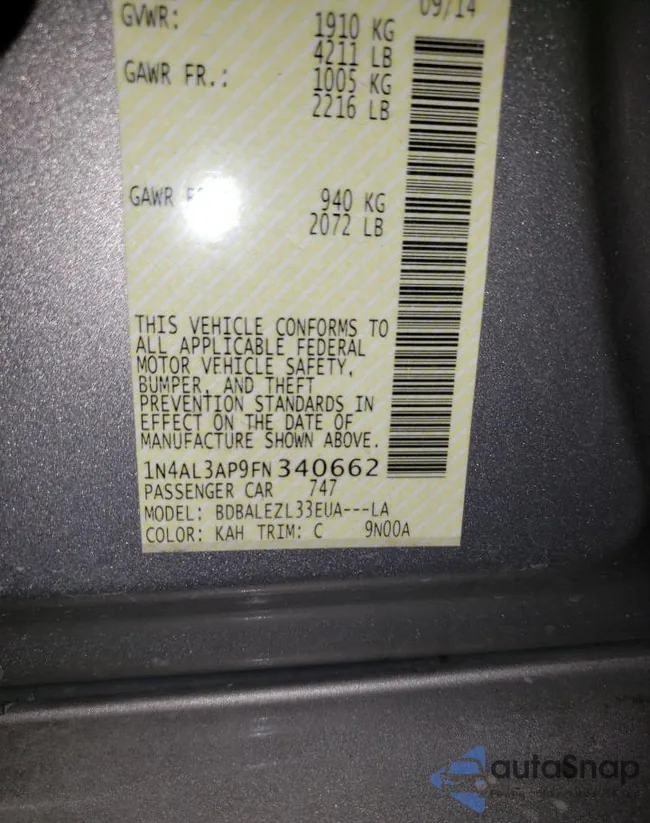 09/14
GVWR: 1910 KG
4211 LB
GAWR FR.: 1005 KG
2216 LB
GAWR 940 KG
2072 LB
THIS VEHICLE CONFORMS TO
ALL APPLICABLE FEDERAL
MOTOR VEHICLE SAFETY,
BUMPER, AND THEFT
PREVENTION STANDARDS IN
EFFECT ON THE DATE OF
MANUFACTURE SHOWN ABOVE.
1N4AL3AP9FN340662
PASSENGER CAR 747
MODEL: BDBALEZL33EUA---LA
COLOR: KAH TRIM: C 9N00A
autaSnap